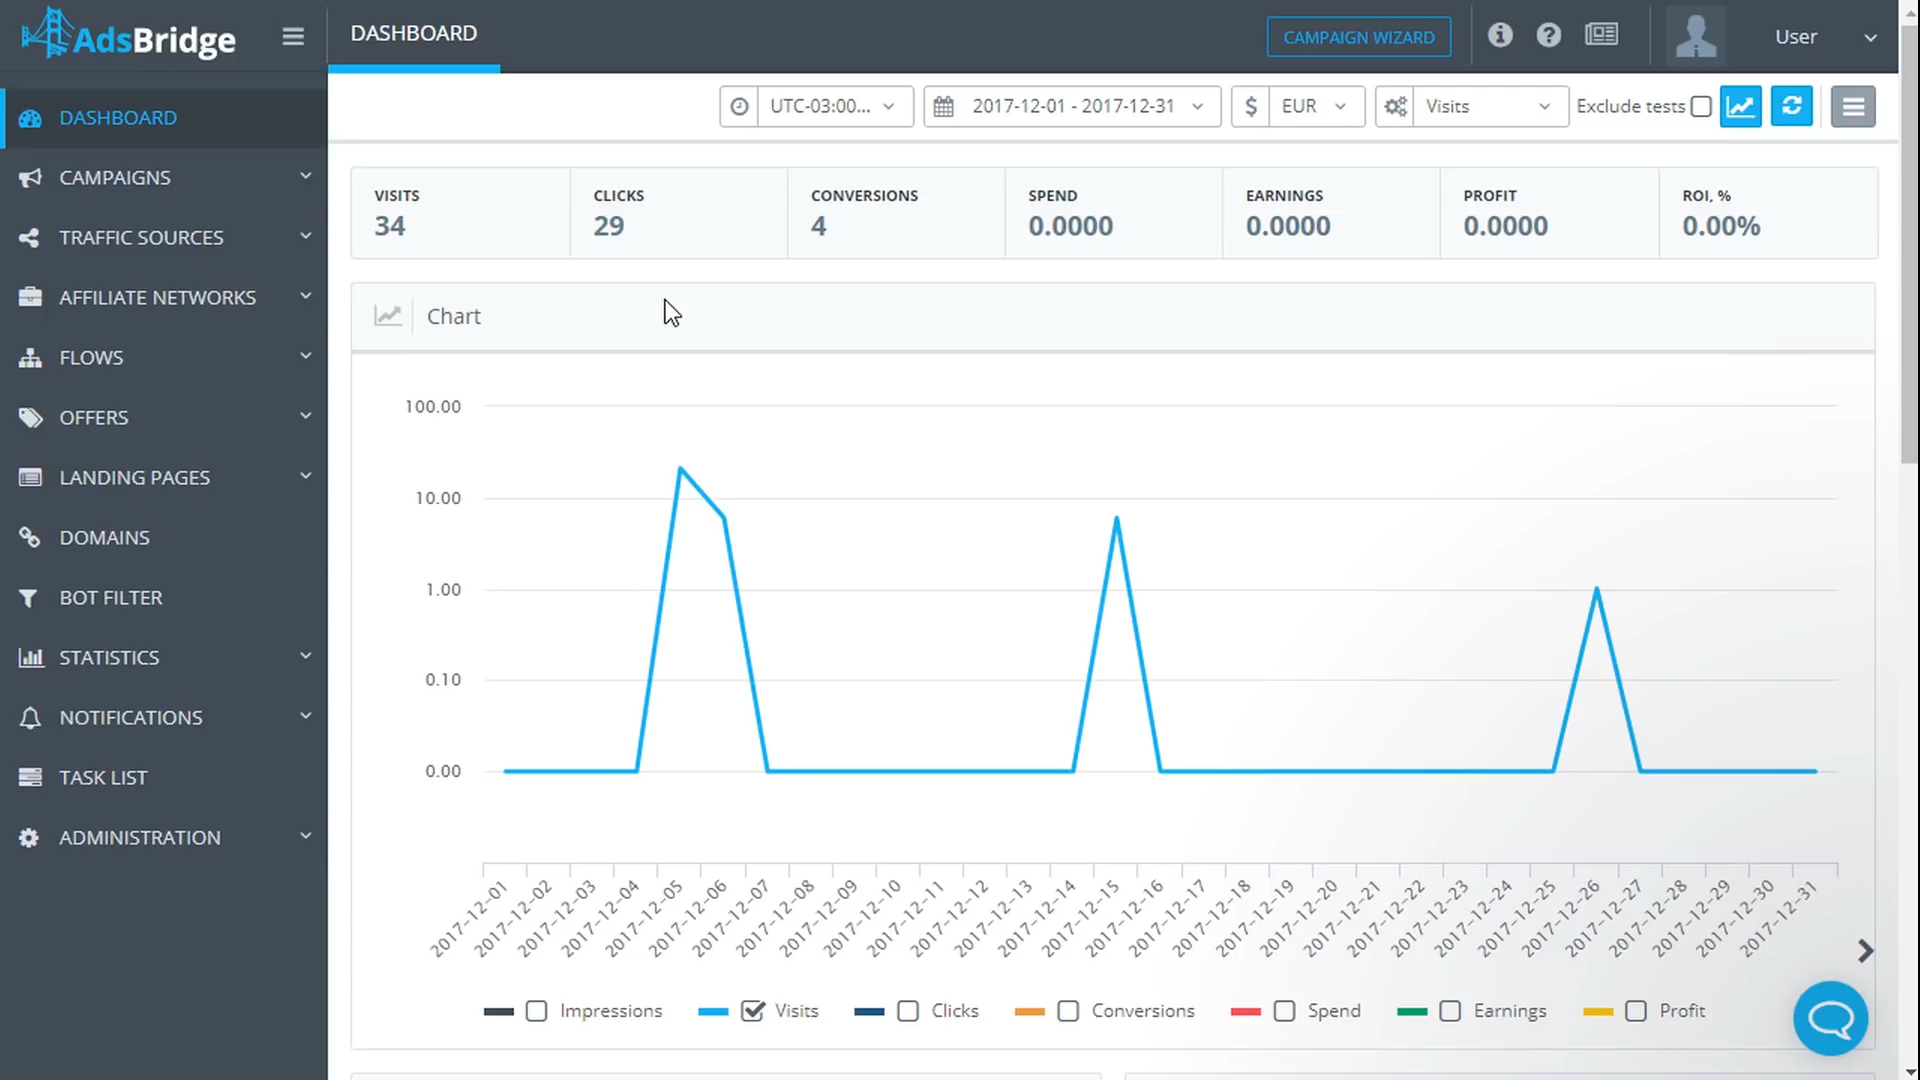 AdsBridge
DASHBOARD
CAMPAIGN WIZARD
User
DASHBOARD
CAMPAIGNS
TRAFFIC SOURCES
AFFILIATE NETWORKS
FLOWS
OFFERS
LANDING PAGES
DOMAINS
BOT FILTER
STATISTICS
NOTIFICATIONS
TASK LIST
ADMINISTRATION
UTC-03:00... 2017-12-01 - 2017-12-31 $ EUR Visits Exclude tests
VISITS CLICKS CONVERSIONS SPEND EARNINGS PROFIT ROI, %
34 29 4 0.0000 0.0000 0.0000 0.00%
Chart
100.00
10.00
1.00
0.10
0.00
2017-12-01 2017-12-02 2017-12-03 2017-12-04 2017-12-05 2017-12-06 2017-12-07 2017-12-08 2017-12-09 2017-12-10 2017-12-11 2017-12-12 2017-12-13 2017-12-14 2017-12-15 2017-12-16 2017-12-17 2017-12-18 2017-12-19 2017-12-20 2017-12-21 2017-12-22 2017-12-23 2017-12-24 2017-12-25 2017-12-26 2017-12-27 2017-12-28 2017-12-29 2017-12-30 2017-12-31
Impressions Visits Clicks Conversions Spend Earnings Profit